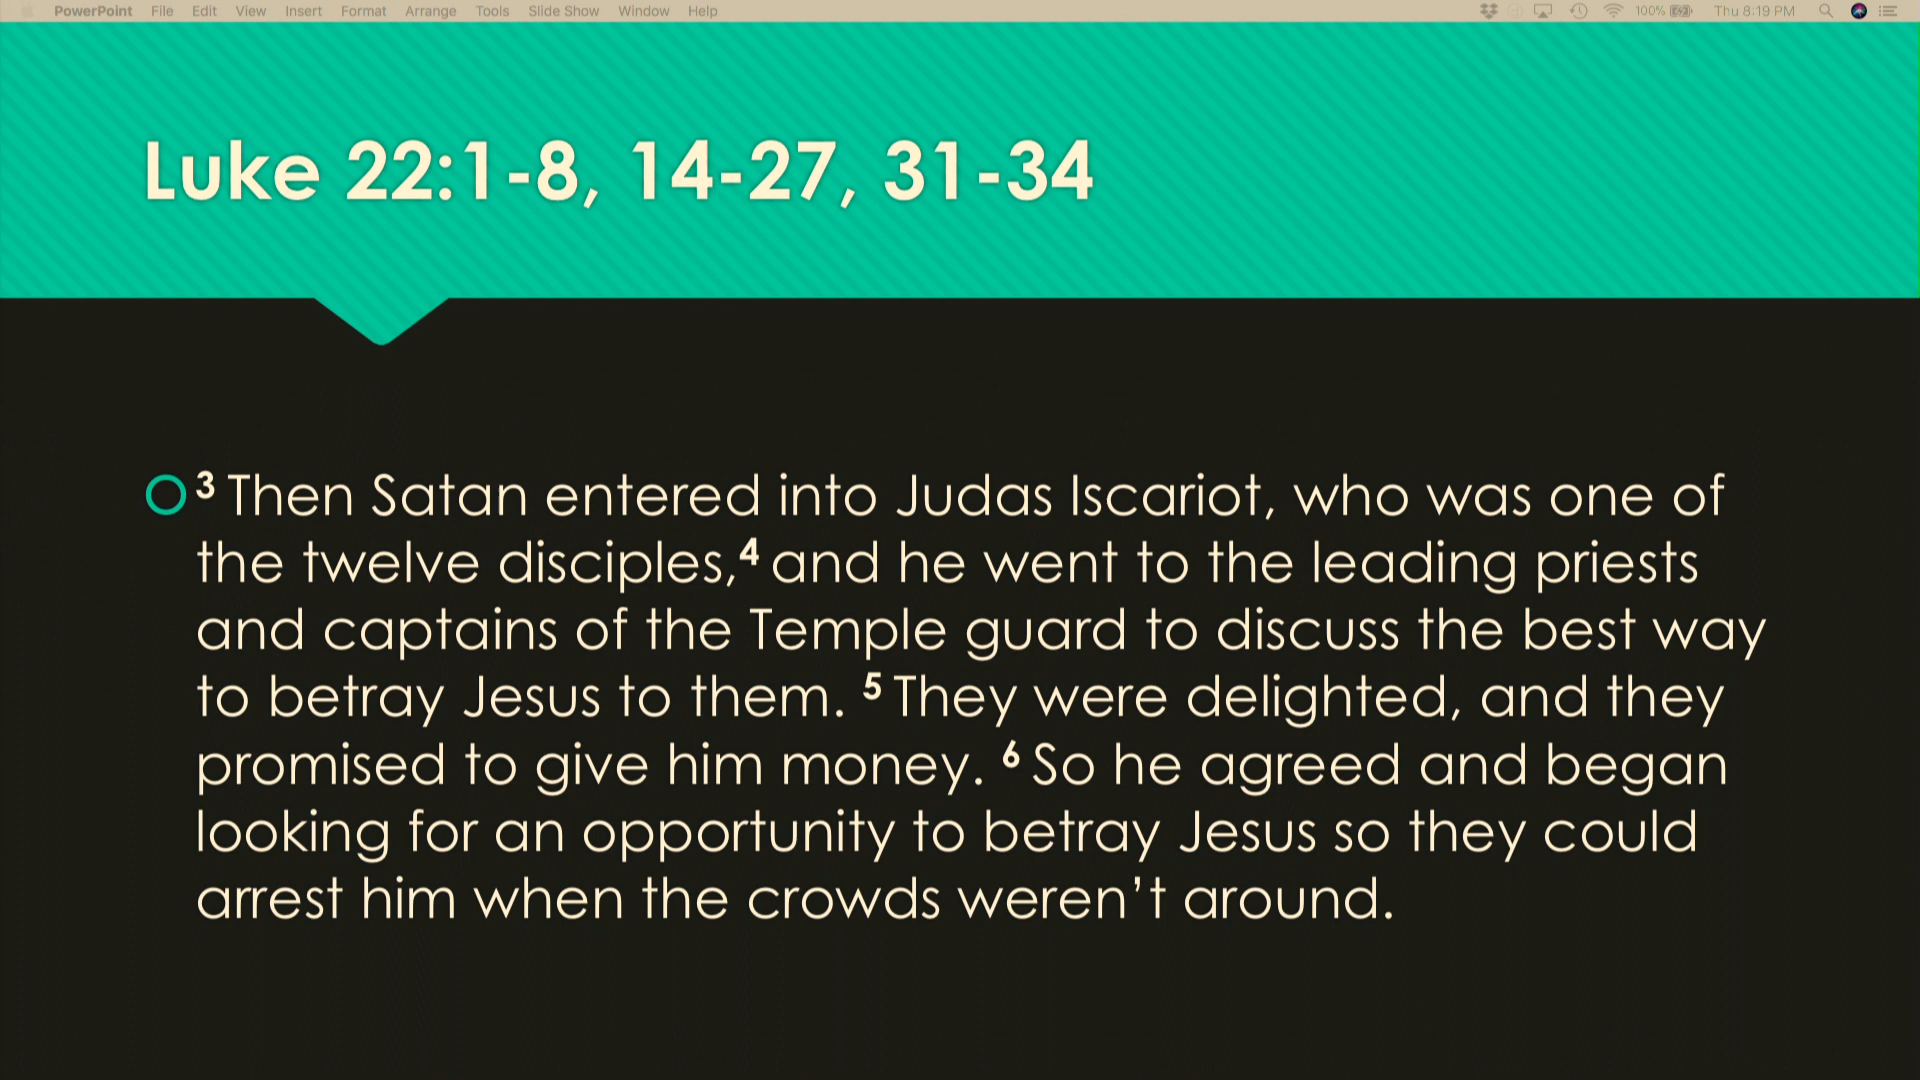 PowerPoint File Edit View Insert Format Arrange Tools Slide Show Window Help 100% Thu 8:19 PM
Luke 22:1-8, 14-27, 31-34
³ Then Satan entered into Judas Iscariot, who was one of
the twelve disciples,⁴ and he went to the leading priests
and captains of the Temple guard to discuss the best way
to betray Jesus to them. ⁵ They were delighted, and they
promised to give him money. ⁶ So he agreed and began
looking for an opportunity to betray Jesus so they could
arrest him when the crowds weren’t around.